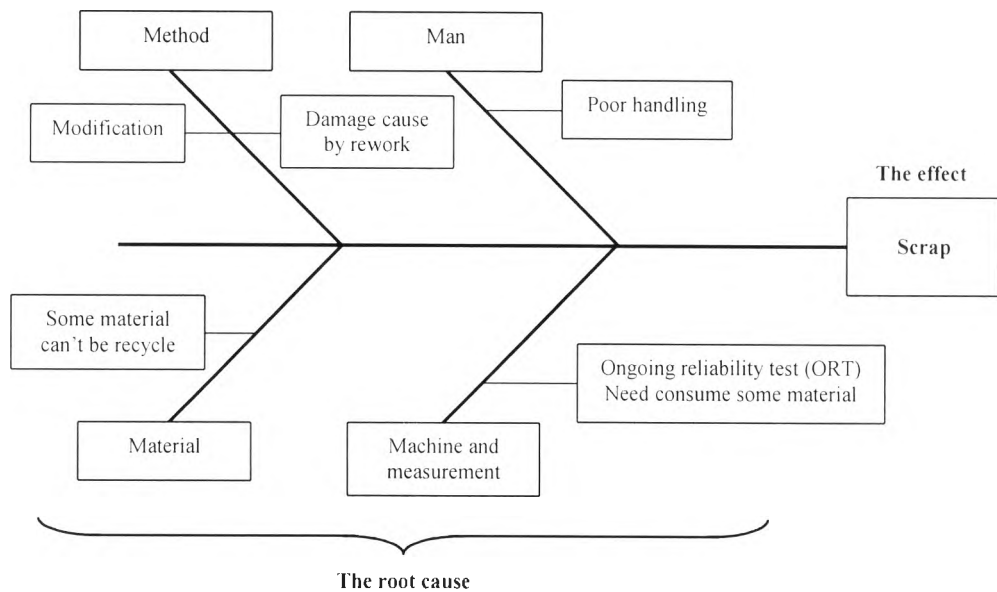 Method
Man
Modification
Damage cause
by rework
Poor handling
The effect
Scrap
Some material
can't be recycle
Ongoing reliability test (ORT)
Need consume some material
Material
Machine and
measurement
The root cause